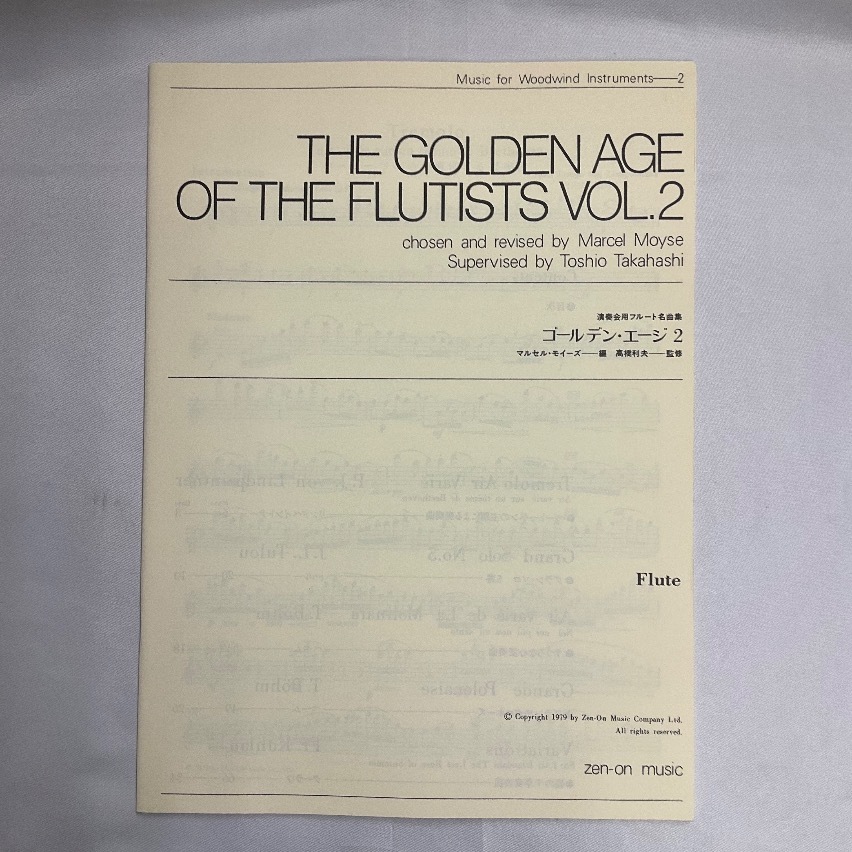 Music for Woodwind Instruments——2
THE GOLDEN AGE
OF THE FLUTISTS VOL.2
chosen and revised by Marcel Moyse
Supervised by Toshio Takahashi
演奏会用フルート名曲集
ゴールデン・エージ 2
マルセル・モイーズ——編 高橋利夫——監修
Flute
© Copyright 1979 by Zen-On Music Company Ltd.
All rights reserved.
zen-on music